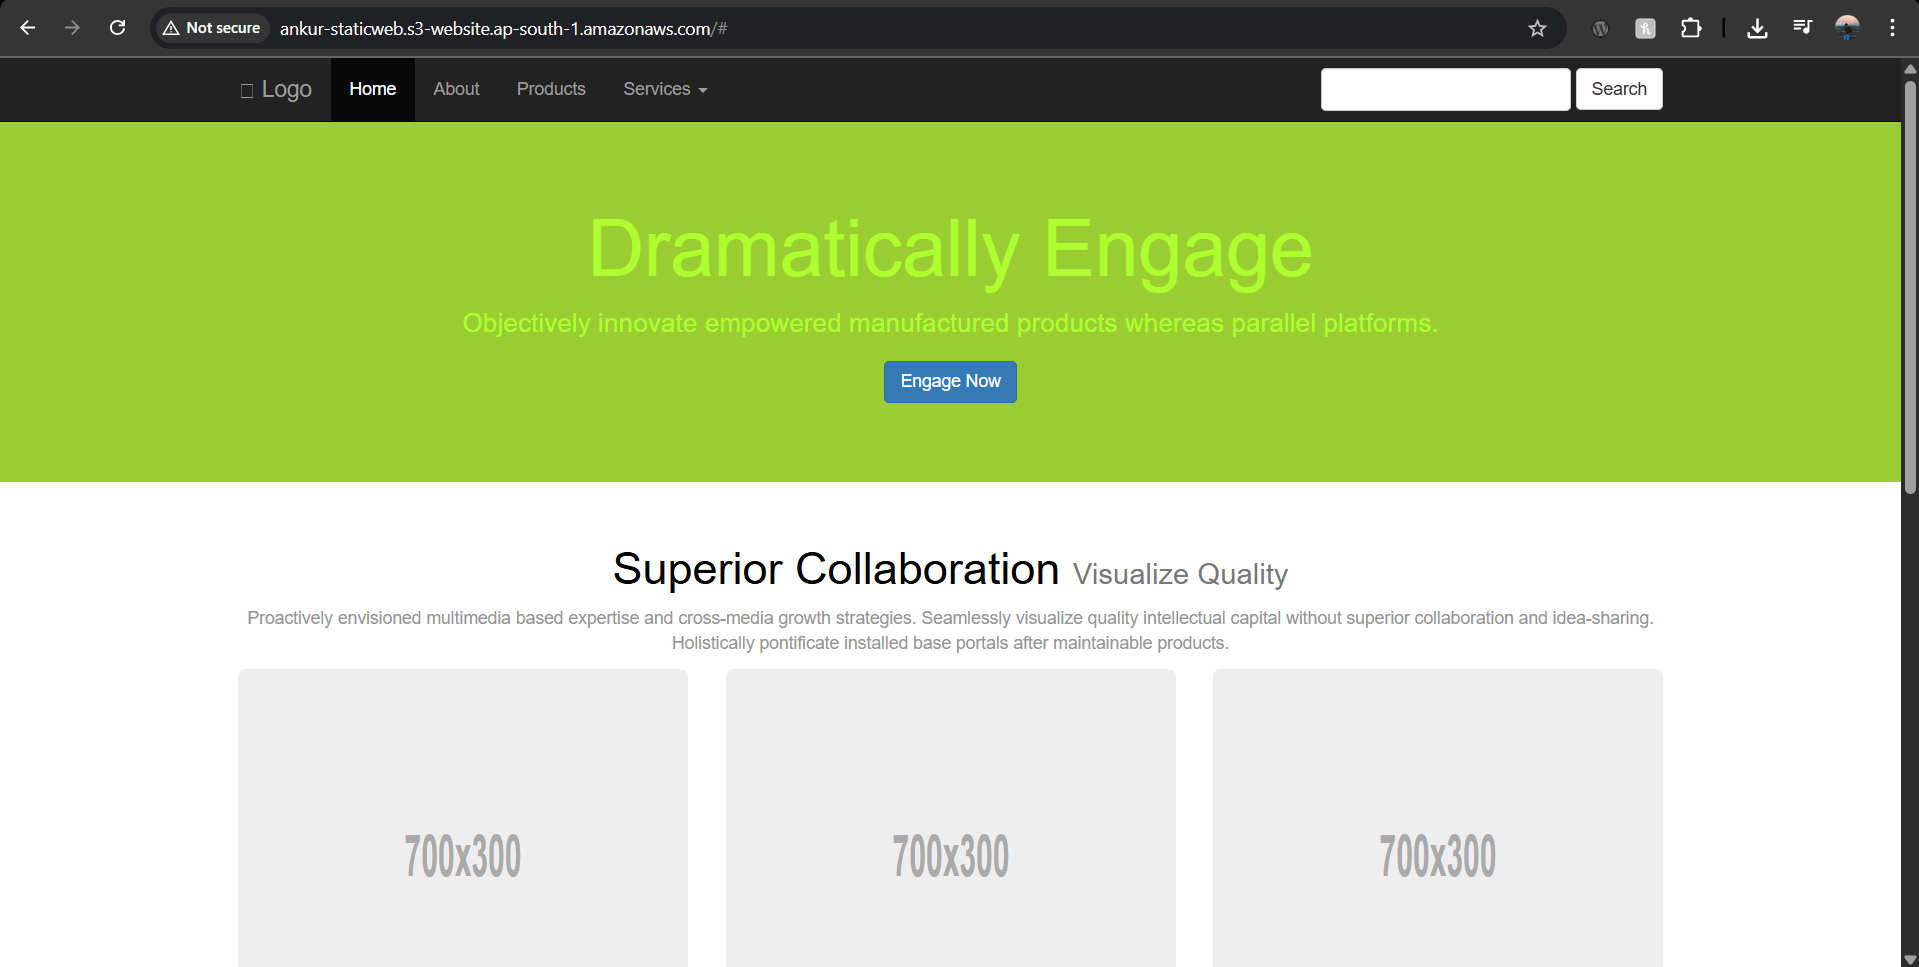 Not secure ankur-staticweb.s3-website.ap-south-1.amazonaws.com/#
Logo Home About Products Services Search
Dramatically Engage
Objectively innovate empowered manufactured products whereas parallel platforms.
Engage Now
Superior Collaboration Visualize Quality
Proactively envisioned multimedia based expertise and cross-media growth strategies. Seamlessly visualize quality intellectual capital without superior collaboration and idea-sharing.
Holistically pontificate installed base portals after maintainable products.
700x300 700x300 700x300